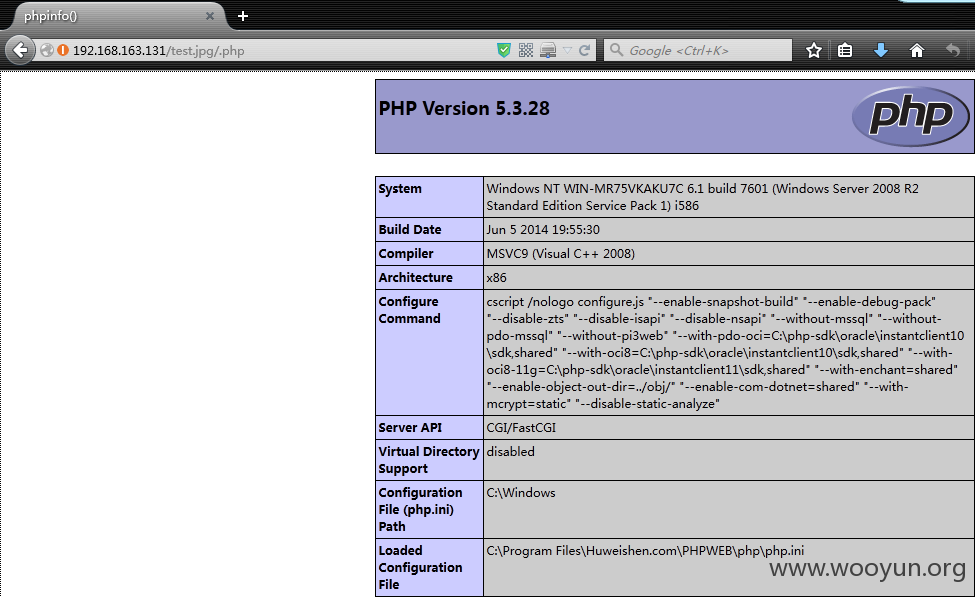 phpinfo()
192.168.163.131/test.jpg/.php
Google <Ctrl+K>
PHP Version 5.3.28
php
System
Windows NT WIN-MR75VKAKU7C 6.1 build 7601 (Windows Server 2008 R2
Standard Edition Service Pack 1) i586
Build Date
Jun 5 2014 19:55:30
Compiler
MSVC9 (Visual C++ 2008)
Architecture
x86
Configure
Command
cscript /nologo configure.js "--enable-snapshot-build" "--enable-debug-pack"
"--disable-zts" "--disable-isapi" "--disable-nsapi" "--without-mssql" "--without-
pdo-mssql" "--without-pi3web" "--with-pdo-oci=C:\php-sdk\oracle\instantclient10
\sdk,shared" "--with-oci8=C:\php-sdk\oracle\instantclient10\sdk,shared" "--with-
oci8-11g=C:\php-sdk\oracle\instantclient11\sdk,shared" "--with-enchant=shared"
"--enable-object-out-dir=../obj/" "--enable-com-dotnet=shared" "--with-
mcrypt=static" "--disable-static-analyze"
Server API
CGI/FastCGI
Virtual Directory
Support
disabled
Configuration
File (php.ini)
Path
C:\Windows
Loaded
Configuration
File
C:\Program Files\Huweishen.com\PHPWEB\php\php.ini
www.wooyun.org